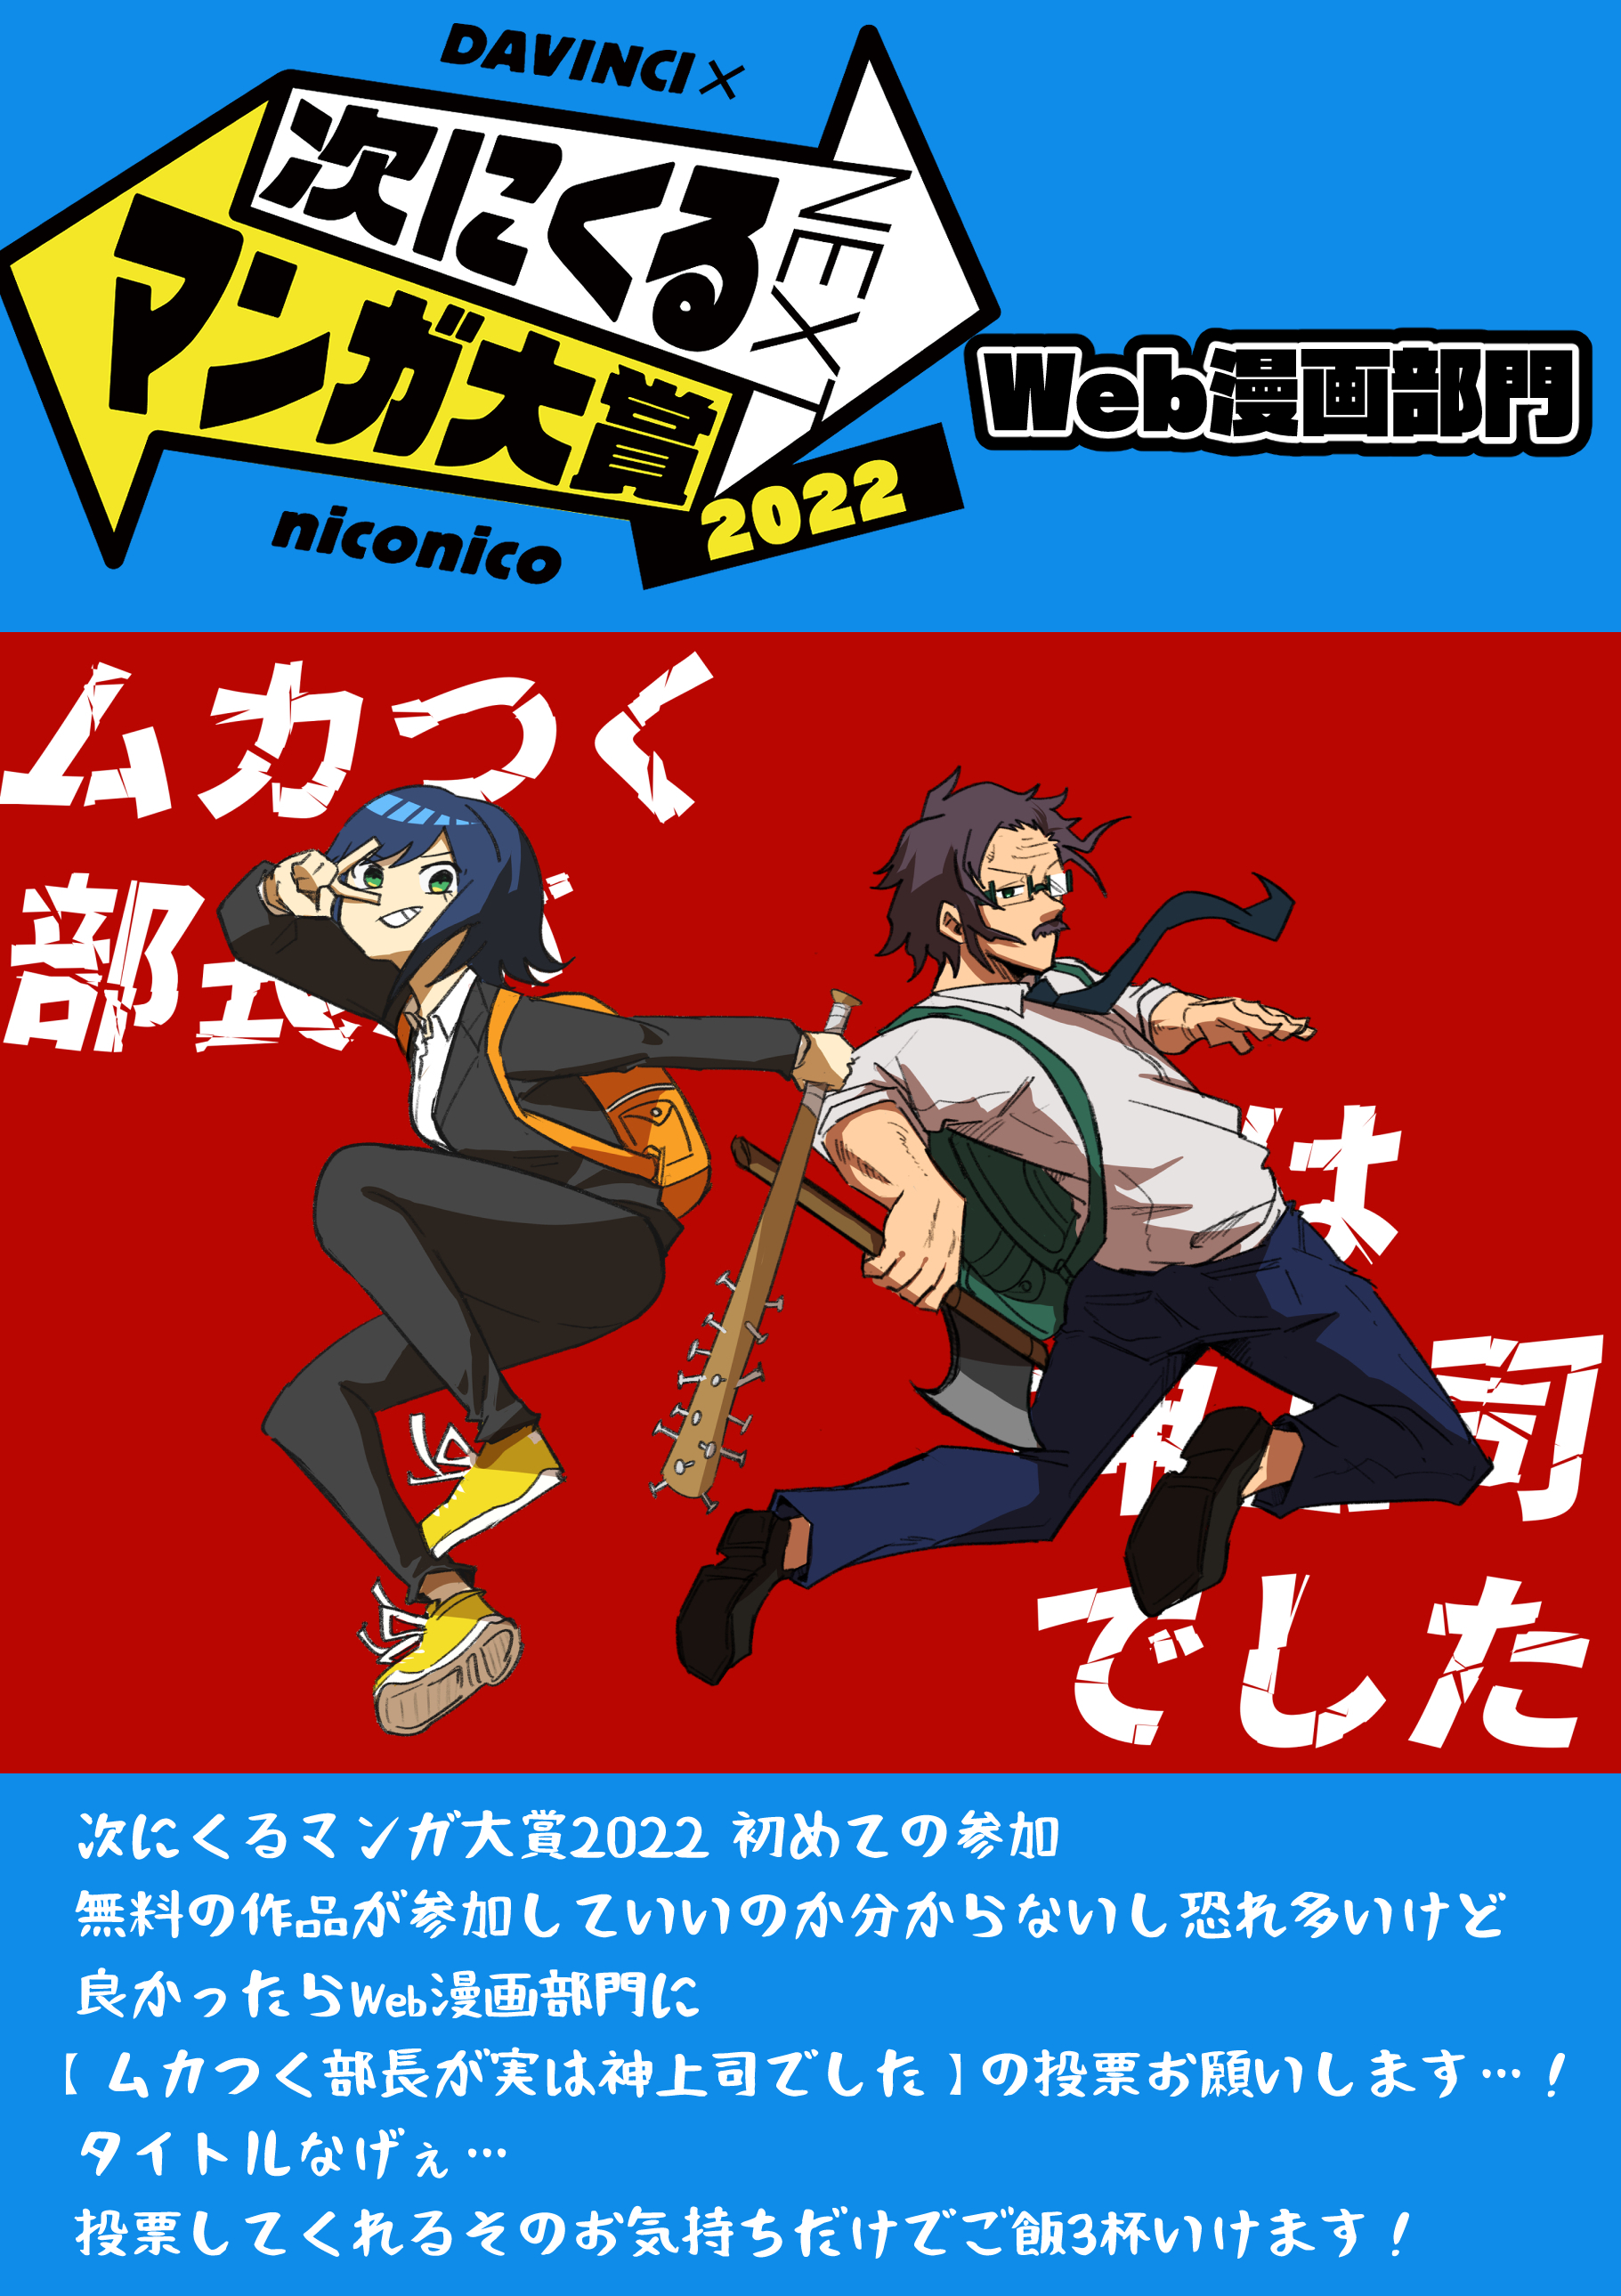 DAVINCI×
次にくる
マンガ大賞
NEXT
2022
niconico
Web漫画部門
ムカつく
部長が
は
神上司
でした
次にくるマンガ大賞2022 初めての参加
無料の作品が参加していいのか分からないし恐れ多いけど
良かったらWeb漫画部門に
【ムカつく部長が実は神上司でした】の投票お願いします…！
タイトルなげぇ…
投票してくれるそのお気持ちだけでご飯3杯いけます！